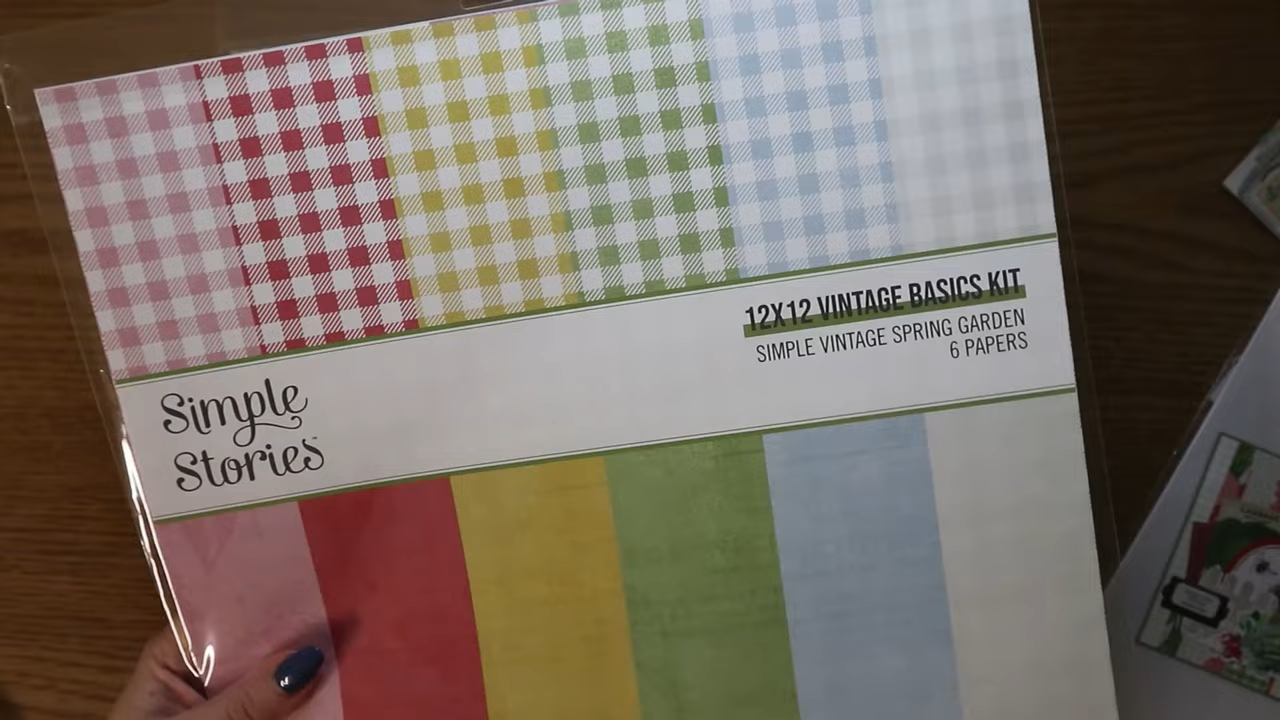 12X12 VINTAGE BASICS KIT
SIMPLE VINTAGE SPRING GARDEN
6 PAPERS
Simple
Stories